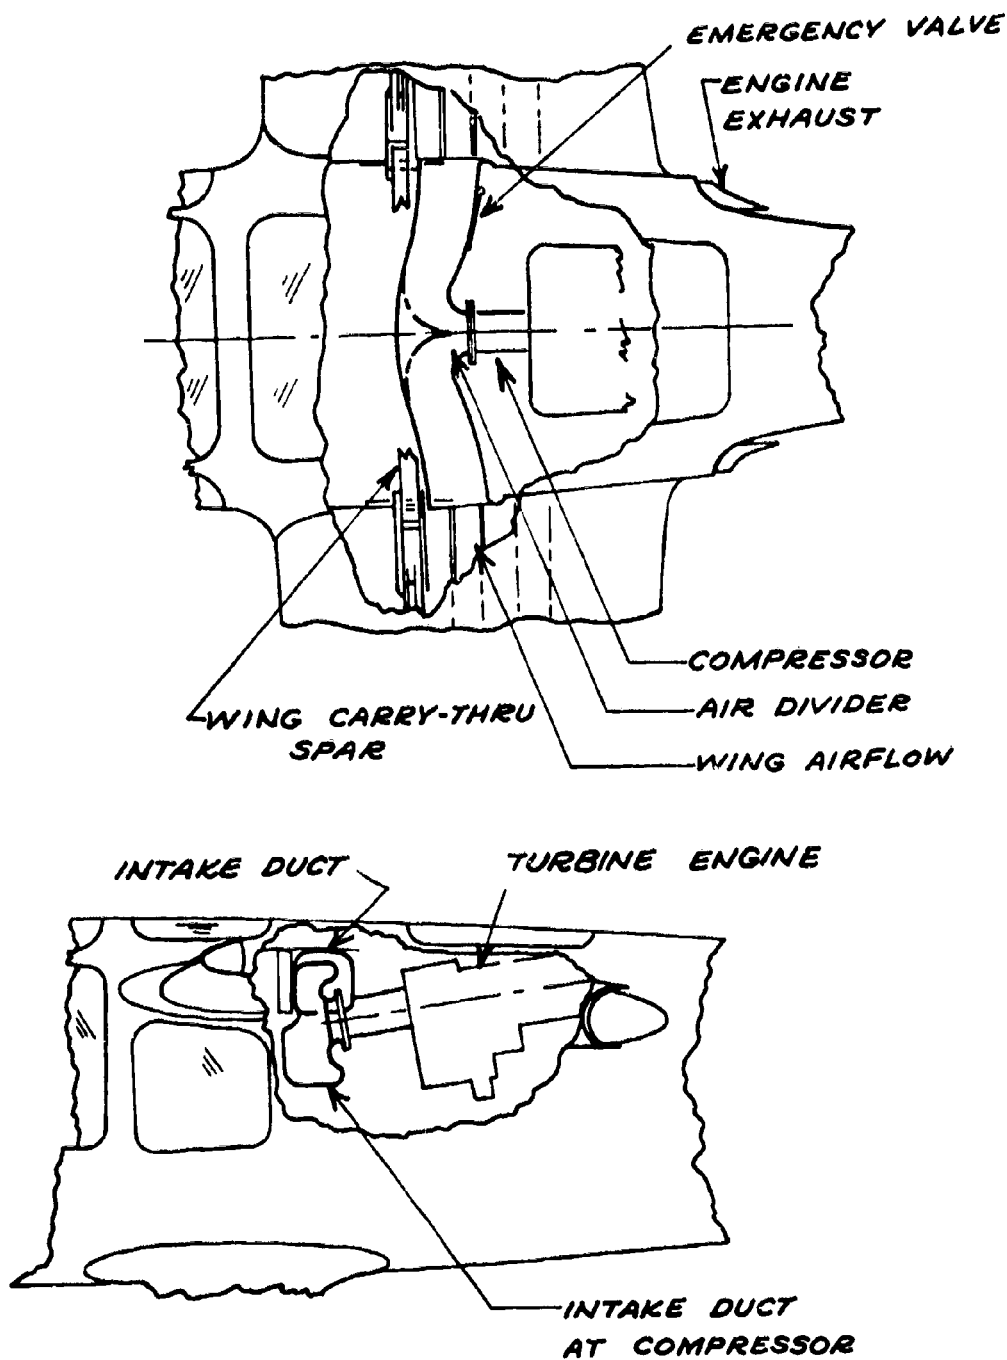 EMERGENCY VALVE
ENGINE
EXHAUST
COMPRESSOR
AIR DIVIDER
WING CARRY-THRU
SPAR
WING AIRFLOW
INTAKE DUCT
TURBINE ENGINE
INTAKE DUCT
AT COMPRESSOR